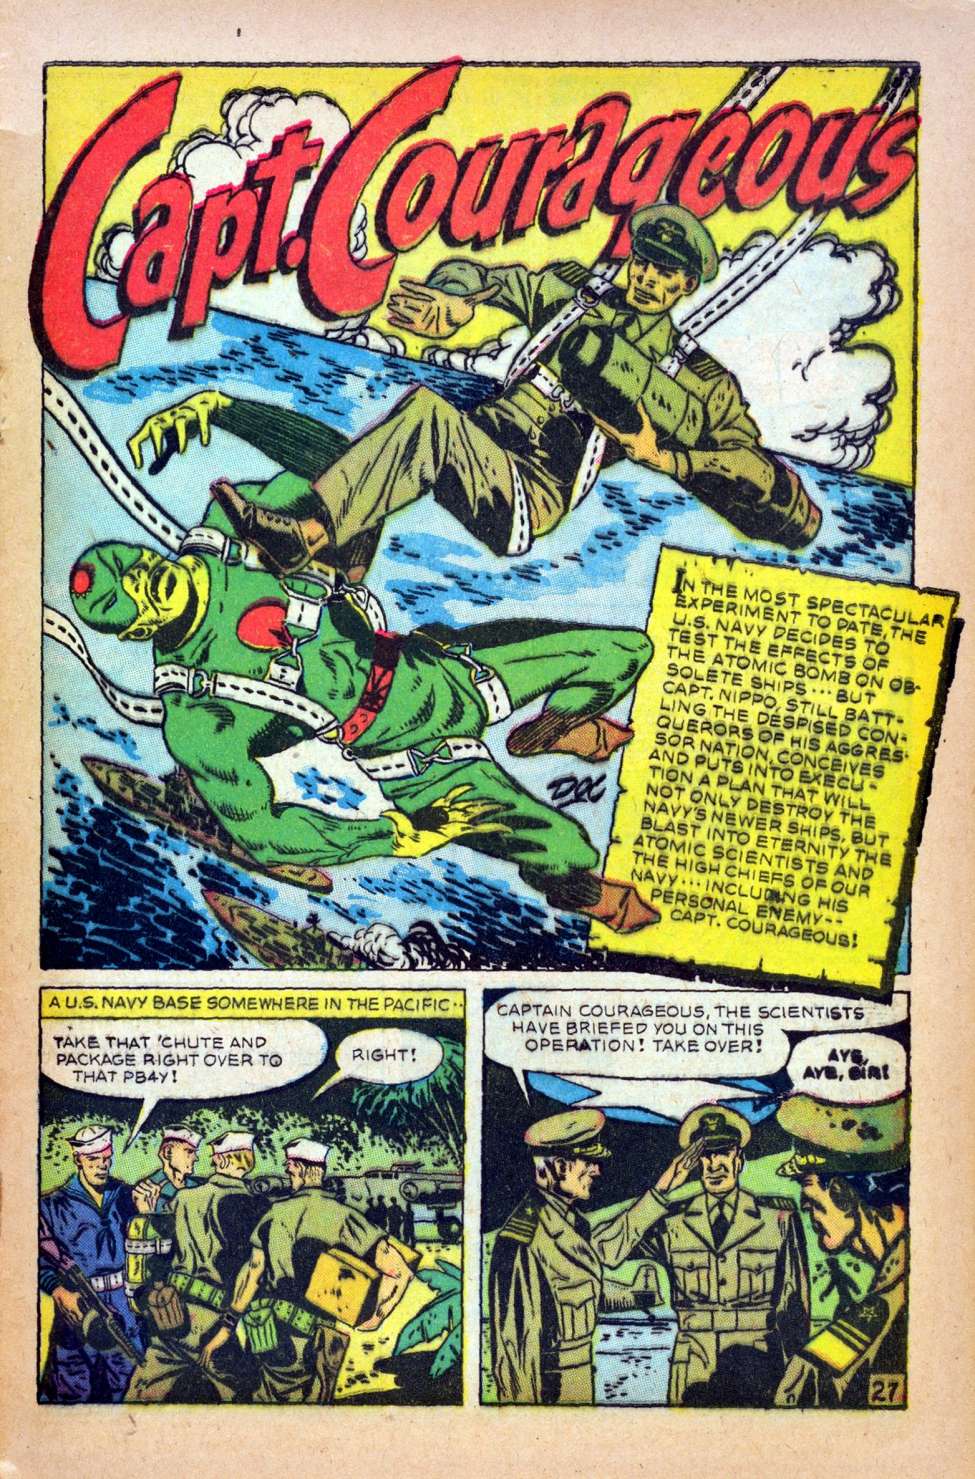 Capt. Courageous
IN THE MOST SPECTACULAR
EXPERIMENT TO DATE, THE
U.S. NAVY DECIDES TO
TEST THE EFFECTS OF
THE ATOMIC BOMB ON OB-
SOLETE SHIPS... BUT
CAPT. NIPPO, STILL BATT-
LING THE DESPISED CON-
QUERORS OF HIS AGGRES-
SOR NATION, CONCEIVES
AND PUTS INTO EXECU-
TION A PLAN THAT WILL
NOT ONLY DESTROY THE
NAVY'S NEWER SHIPS, BUT
BLAST INTO ETERNITY THE
ATOMIC SCIENTISTS AND
THE HIGH CHIEFS OF OUR
NAVY... INCLUDING HIS
PERSONAL ENEMY--
CAPT. COURAGEOUS!
A U.S. NAVY BASE SOMEWHERE IN THE PACIFIC--
TAKE THAT 'CHUTE AND
PACKAGE RIGHT OVER TO
THAT PB4Y!
RIGHT!
CAPTAIN COURAGEOUS, THE SCIENTISTS
HAVE BRIEFED YOU ON THIS
OPERATION! TAKE OVER!
AYE,
AYE, SIR!
27